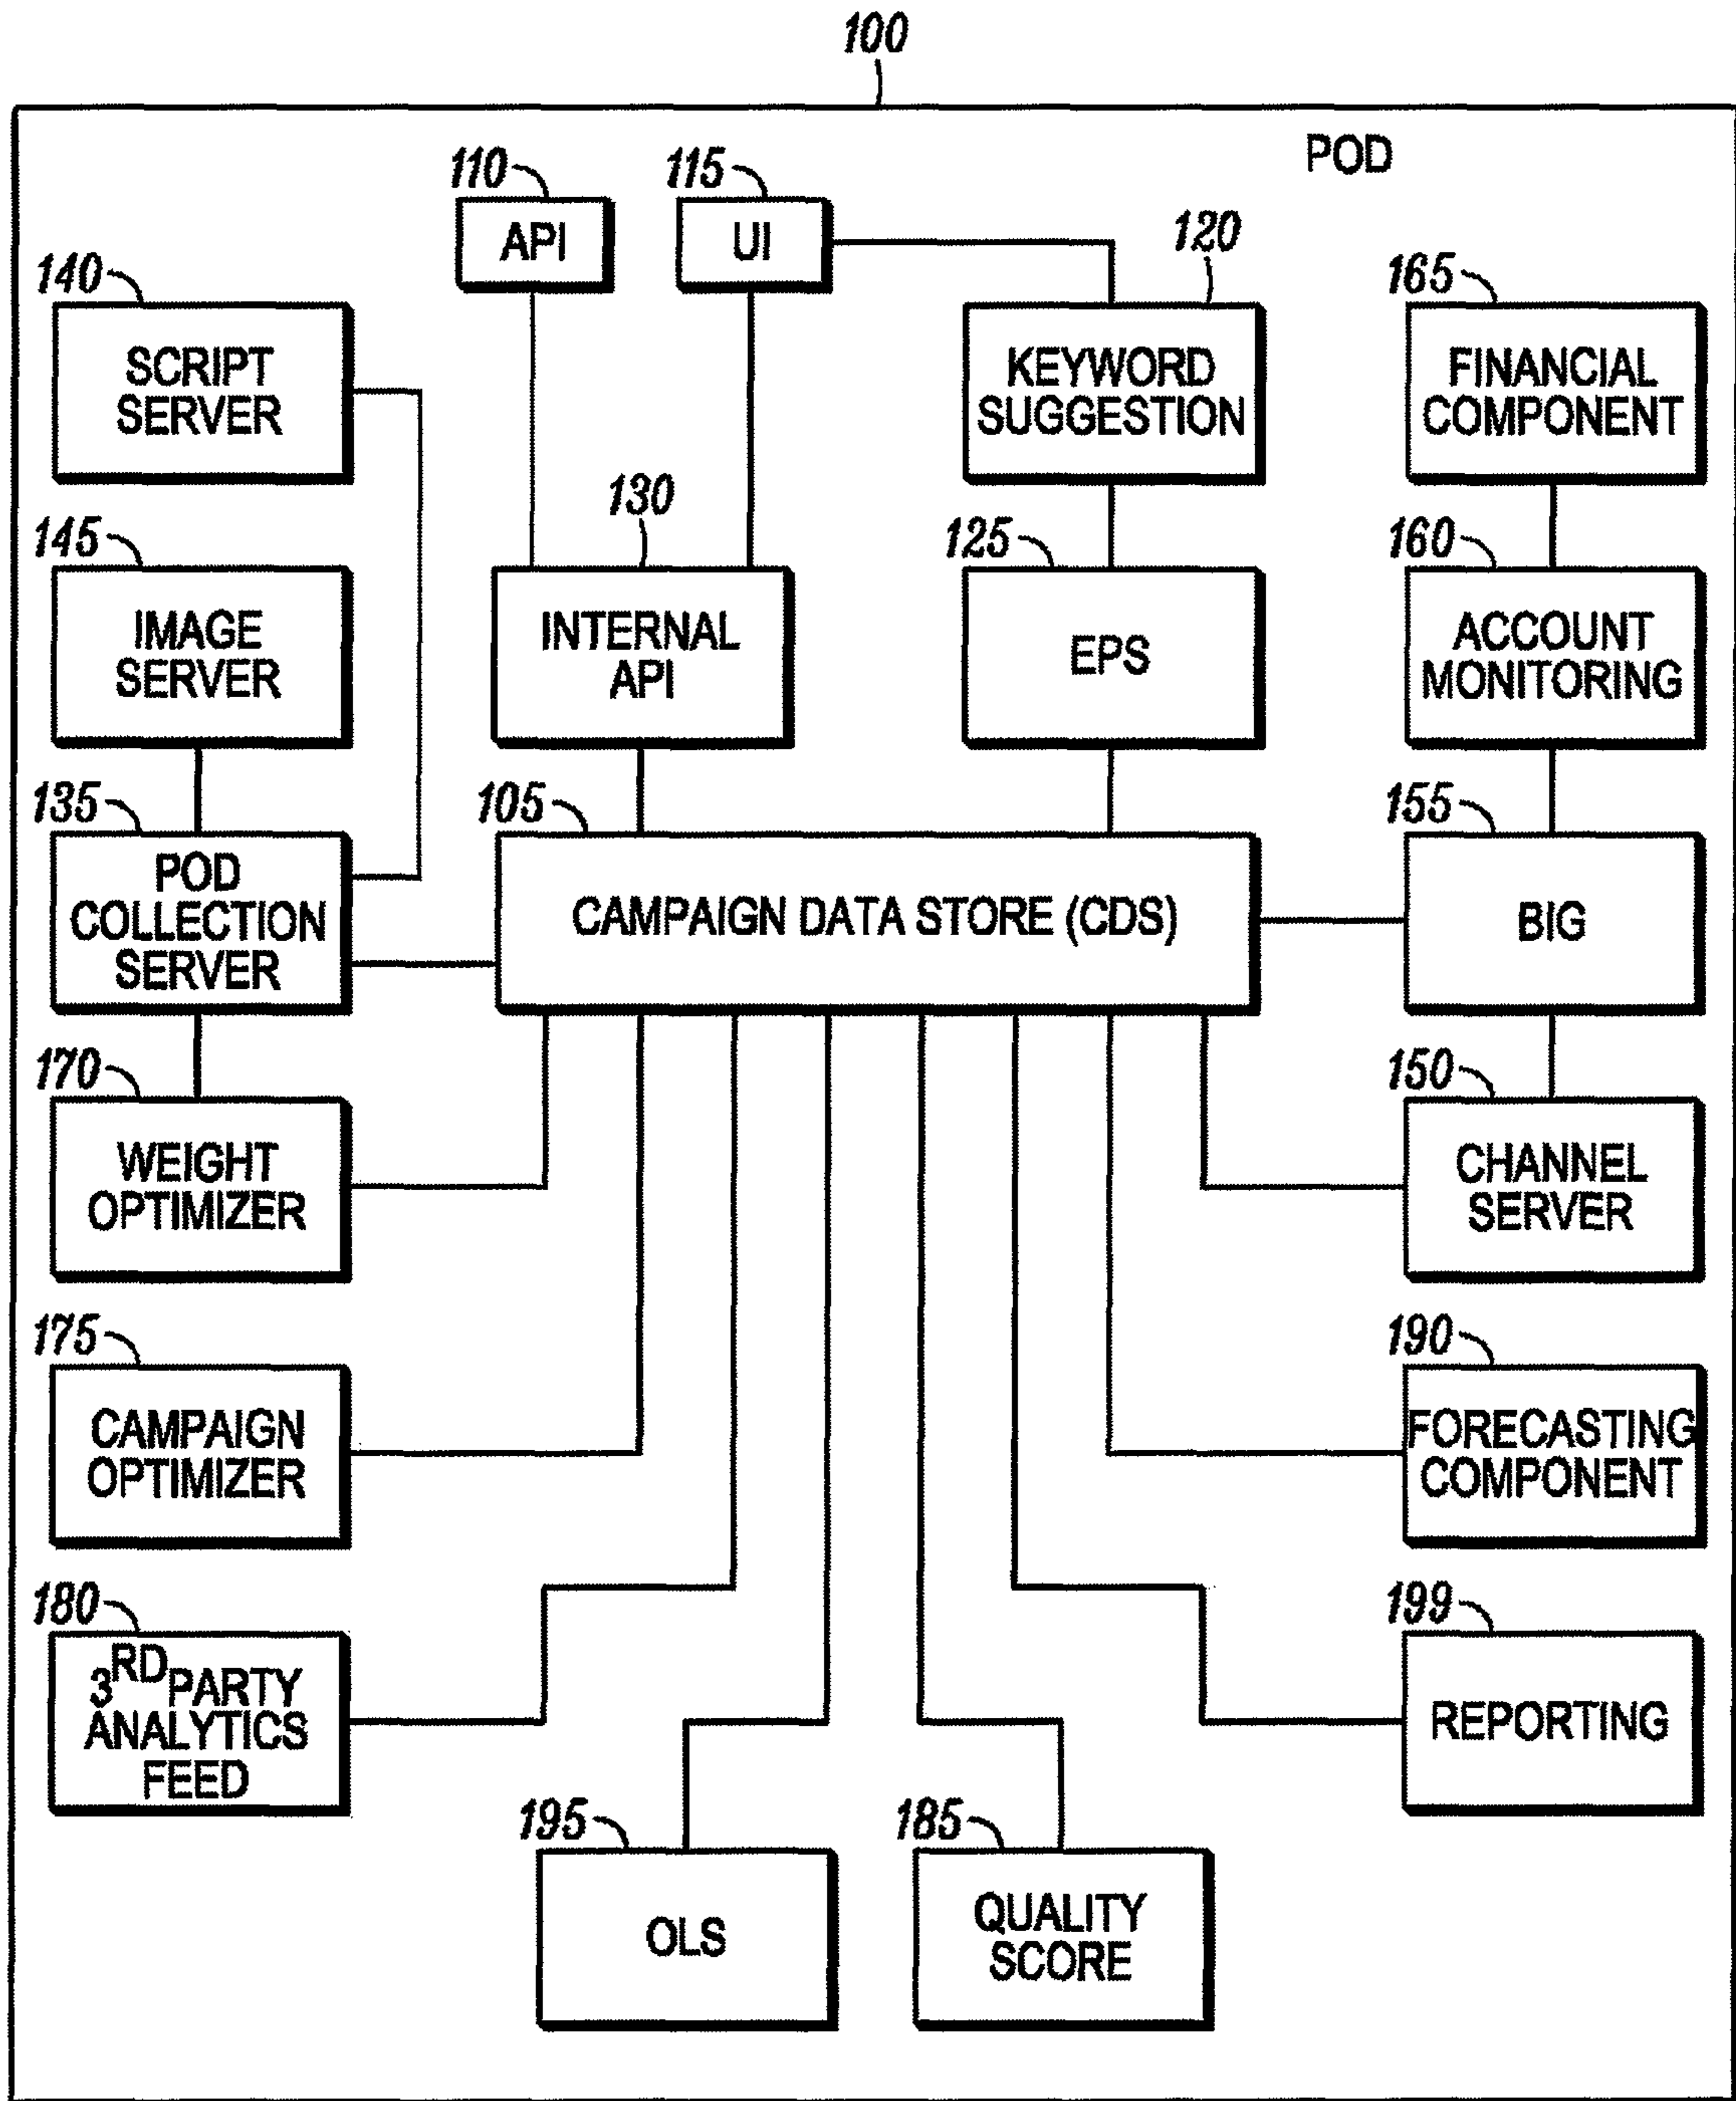 100
POD
110
API
115
UI
120
KEYWORD
SUGGESTION
140
SCRIPT
SERVER
165
FINANCIAL
COMPONENT
145
IMAGE
SERVER
130
INTERNAL
API
125
EPS
160
ACCOUNT
MONITORING
135
POD
COLLECTION
SERVER
105
CAMPAIGN DATA STORE (CDS)
155
BIG
170
WEIGHT
OPTIMIZER
150
CHANNEL
SERVER
175
CAMPAIGN
OPTIMIZER
190
FORECASTING
COMPONENT
180
3RD PARTY
ANALYTICS
FEED
199
REPORTING
195
OLS
185
QUALITY
SCORE